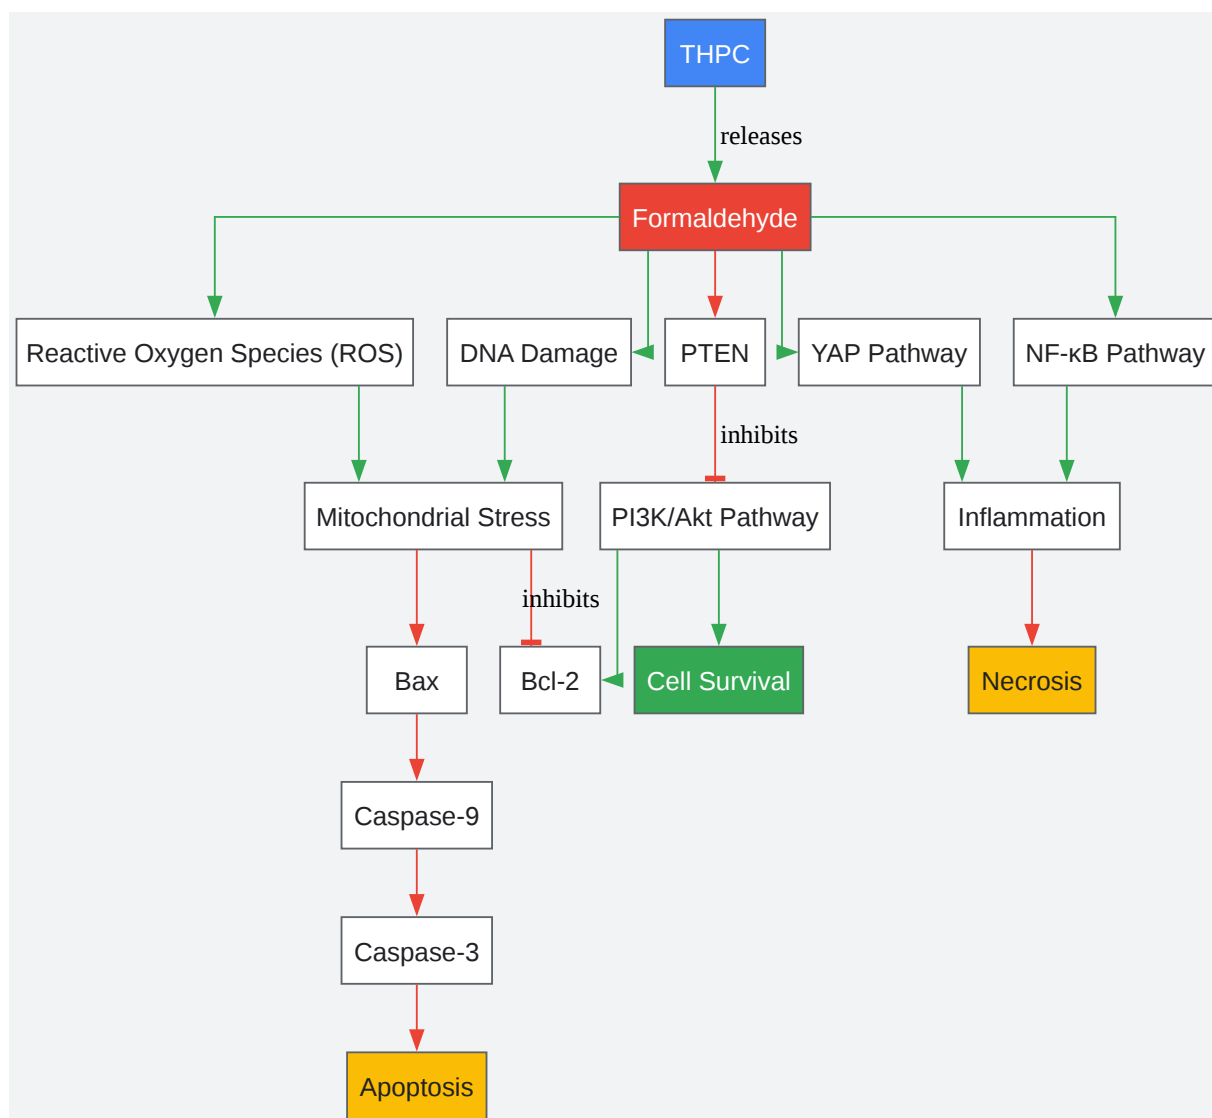 THPC
releases
Formaldehyde
Reactive Oxygen Species (ROS)
DNA Damage
PTEN
YAP Pathway
NF-κB Pathway
inhibits
Mitochondrial Stress
PI3K/Akt Pathway
Inflammation
inhibits
Bax
Bcl-2
Cell Survival
Necrosis
Caspase-9
Caspase-3
Apoptosis